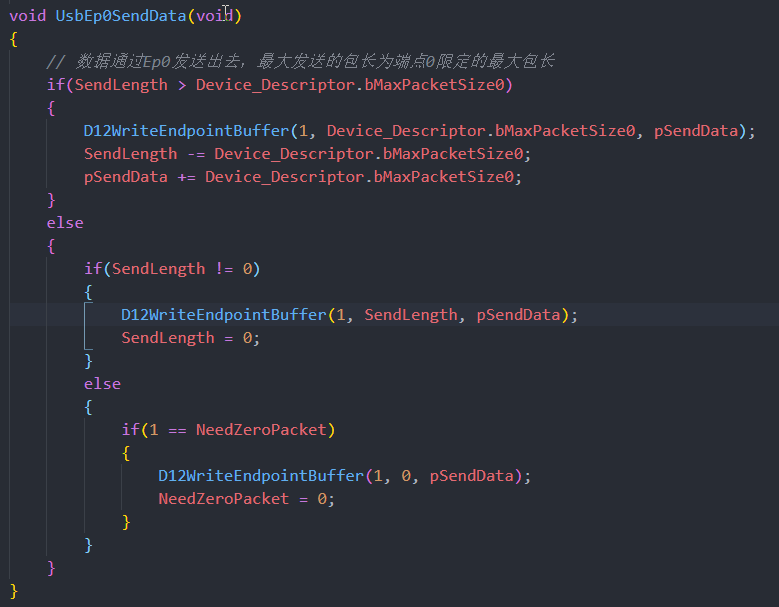 void UsbEp0SendData(void)
{
// 数据通过Ep0发送出去，最大发送的包长为端点0限定的最大包长
if(SendLength > Device_Descriptor.bMaxPacketSize0)
{
D12WriteEndpointBuffer(1, Device_Descriptor.bMaxPacketSize0, pSendData);
SendLength -= Device_Descriptor.bMaxPacketSize0;
pSendData += Device_Descriptor.bMaxPacketSize0;
}
else
{
if(SendLength != 0)
{
D12WriteEndpointBuffer(1, SendLength, pSendData);
SendLength = 0;
}
else
{
if(1 == NeedZeroPacket)
{
D12WriteEndpointBuffer(1, 0, pSendData);
NeedZeroPacket = 0;
}
}
}
}